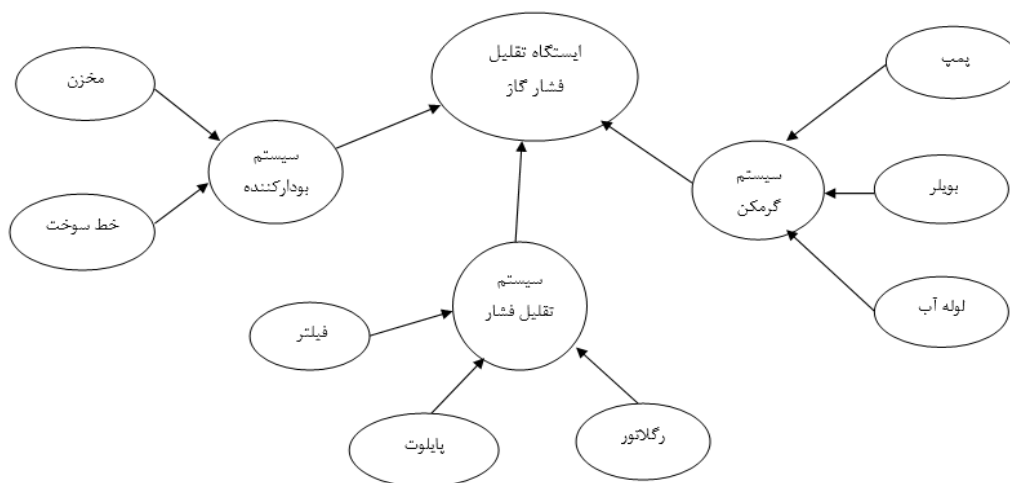 ایستگاه تقلیل
فشار گاز
پمپ
مخزن
سیستم
بودارکننده
سیستم
گرمکن
بویلر
خط سوخت
سیستم
تقلیل فشار
لوله آب
فیلتر
رگلاتور
پایلوت